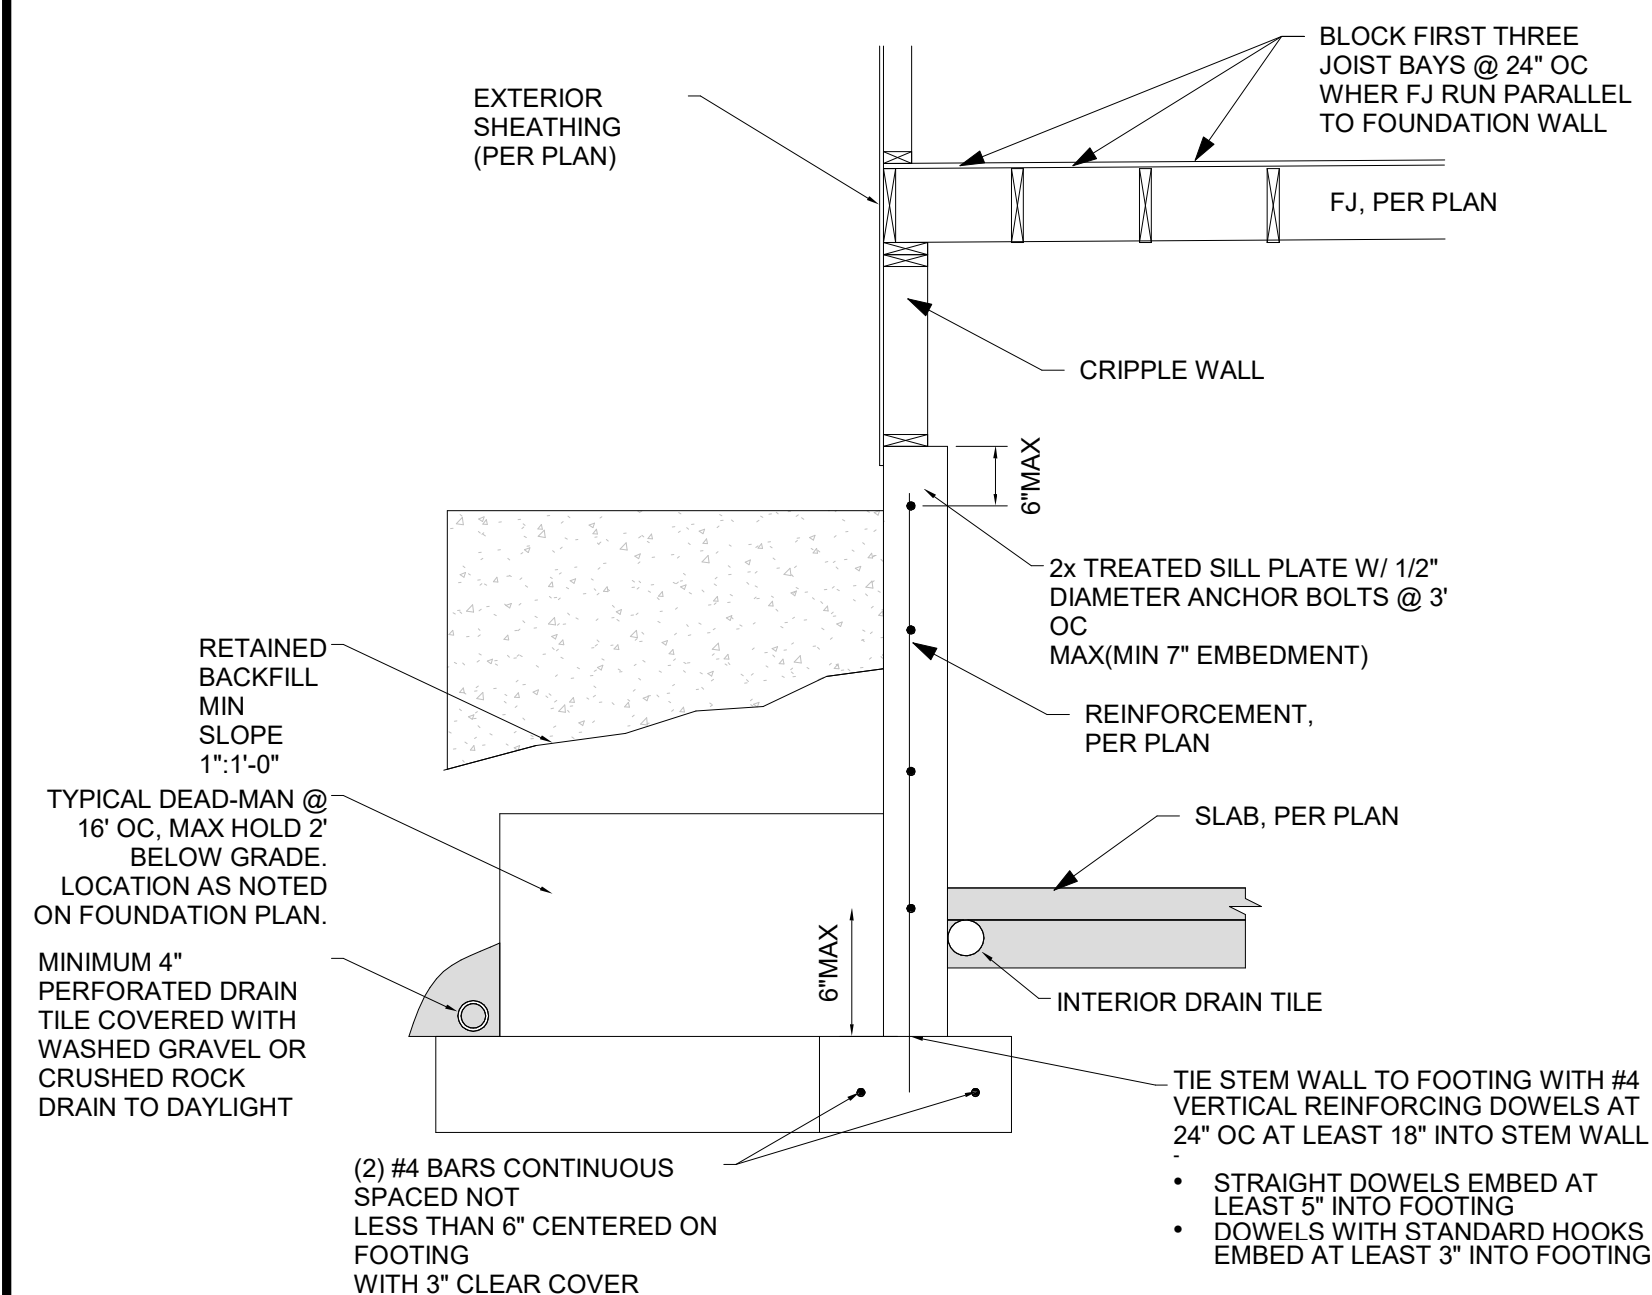 BLOCK FIRST THREE
JOIST BAYS @ 24" OC
WHER FJ RUN PARALLEL
TO FOUNDATION WALL
EXTERIOR
SHEATHING
(PER PLAN)
FJ, PER PLAN
CRIPPLE WALL
6"MAX
2x TREATED SILL PLATE W/ 1/2"
DIAMETER ANCHOR BOLTS @ 3'
OC
MAX(MIN 7" EMBEDMENT)
RETAINED
BACKFILL
MIN
SLOPE
1":1'-0"
REINFORCEMENT,
PER PLAN
TYPICAL DEAD-MAN @
16' OC, MAX HOLD 2'
BELOW GRADE.
LOCATION AS NOTED
ON FOUNDATION PLAN.
SLAB, PER PLAN
MINIMUM 4"
PERFORATED DRAIN
TILE COVERED WITH
WASHED GRAVEL OR
CRUSHED ROCK
DRAIN TO DAYLIGHT
6"MAX
INTERIOR DRAIN TILE
TIE STEM WALL TO FOOTING WITH #4
VERTICAL REINFORCING DOWELS AT
24" OC AT LEAST 18" INTO STEM WALL
-
• STRAIGHT DOWELS EMBED AT
LEAST 5" INTO FOOTING
• DOWELS WITH STANDARD HOOKS
EMBED AT LEAST 3" INTO FOOTING
(2) #4 BARS CONTINUOUS
SPACED NOT
LESS THAN 6" CENTERED ON
FOOTING
WITH 3" CLEAR COVER